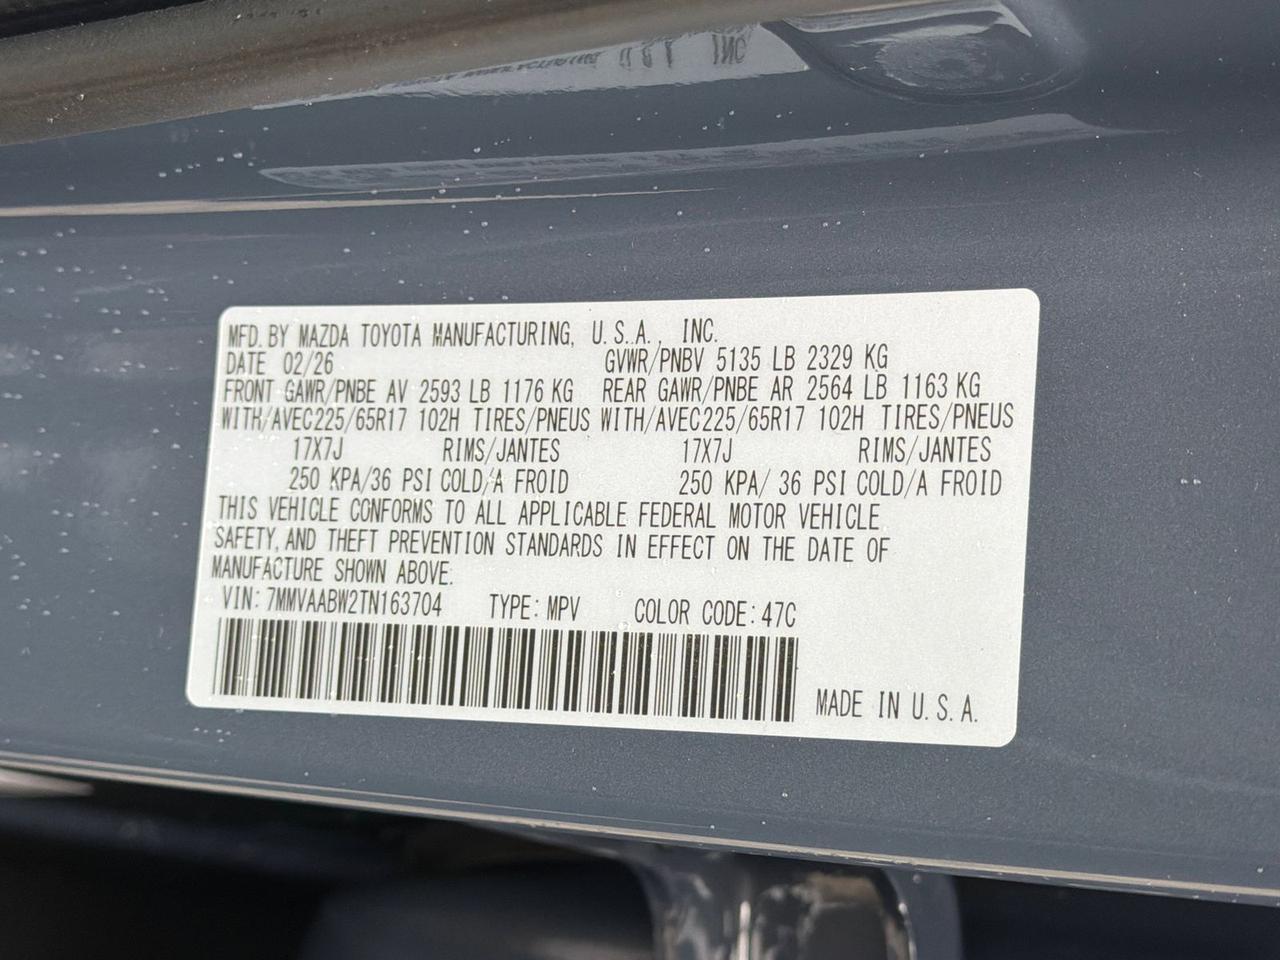 MFD. BY MAZDA TOYOTA MANUFACTURING, U.S.A., INC.
DATE 02/26 GVWR/PNBV 5135 LB 2329 KG
FRONT GAWR/PNBE AV 2593 LB 1176 KG REAR GAWR/PNBE AR 2564 LB 1163 KG
WITH/AVEC225/65R17 102H TIRES/PNEUS WITH/AVEC225/65R17 102H TIRES/PNEUS
17X7J RIMS/JANTES 17X7J RIMS/JANTES
250 KPA/36 PSI COLD/A FROID 250 KPA/ 36 PSI COLD/A FROID
THIS VEHICLE CONFORMS TO ALL APPLICABLE FEDERAL MOTOR VEHICLE
SAFETY, AND THEFT PREVENTION STANDARDS IN EFFECT ON THE DATE OF
MANUFACTURE SHOWN ABOVE:
VIN: 7MMVAABW2TN163704 TYPE: MPV COLOR CODE: 47C
MADE IN U.S.A.